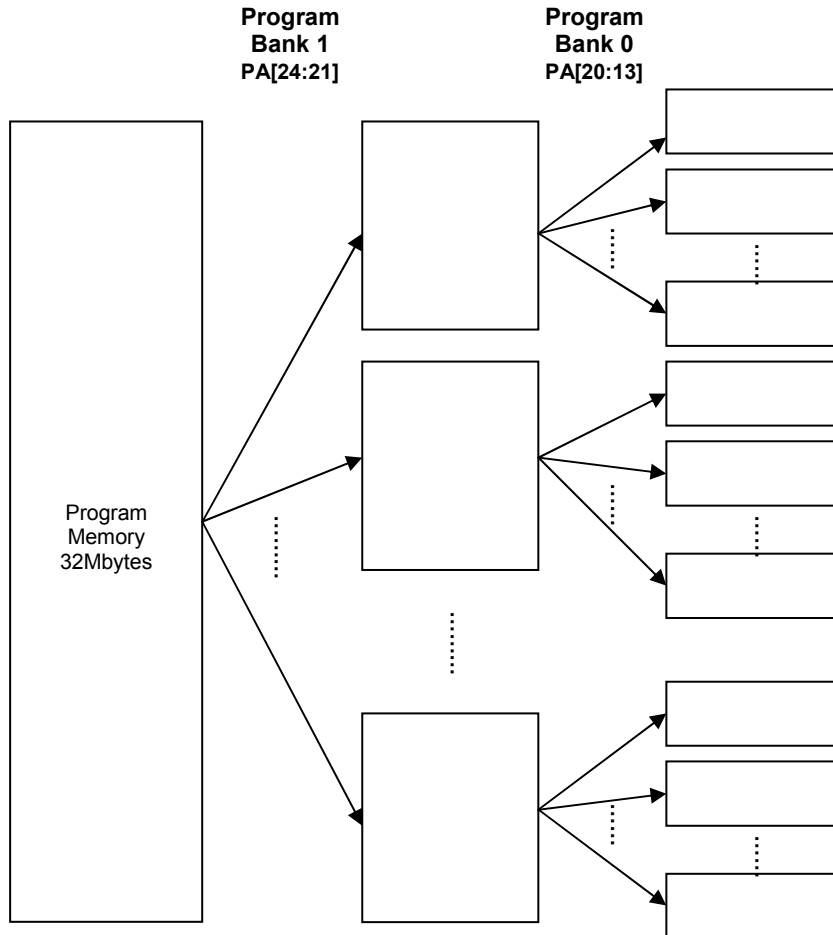 Program
Bank 1
PA[24:21]
Program
Bank 0
PA[20:13]
Program
Memory
32Mbytes